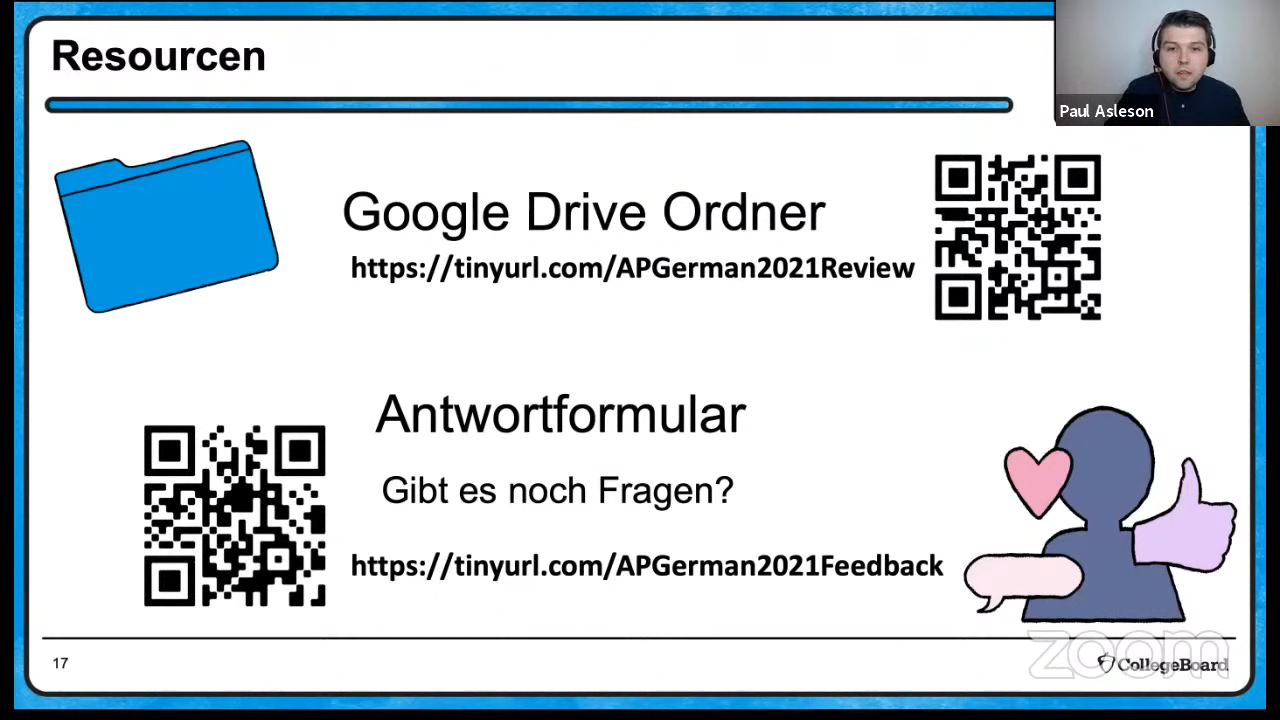 Resourcen
Paul Asleson
Google Drive Ordner
https://tinyurl.com/APGerman2021Review
Antwortformular
Gibt es noch Fragen?
https://tinyurl.com/APGerman2021Feedback
17
zoom
CollegeBoard